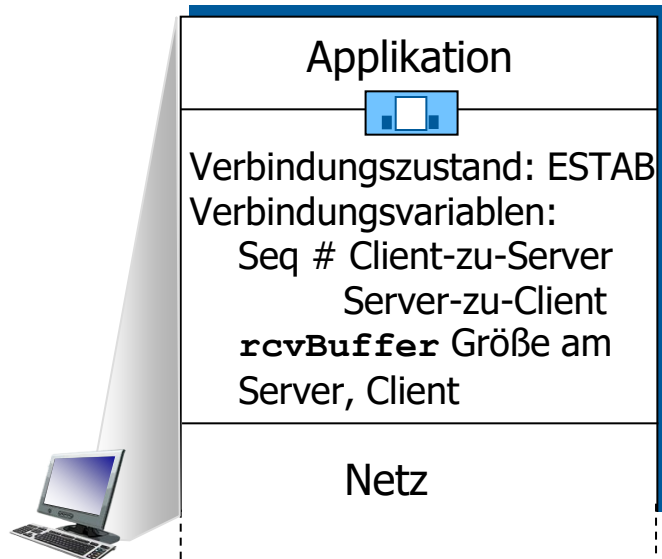 Applikation
Verbindungszustand: ESTAB
Verbindungsvariablen:
Seq # Client-zu-Server
Server-zu-Client
rcvBuffer Größe am
Server, Client
Netz